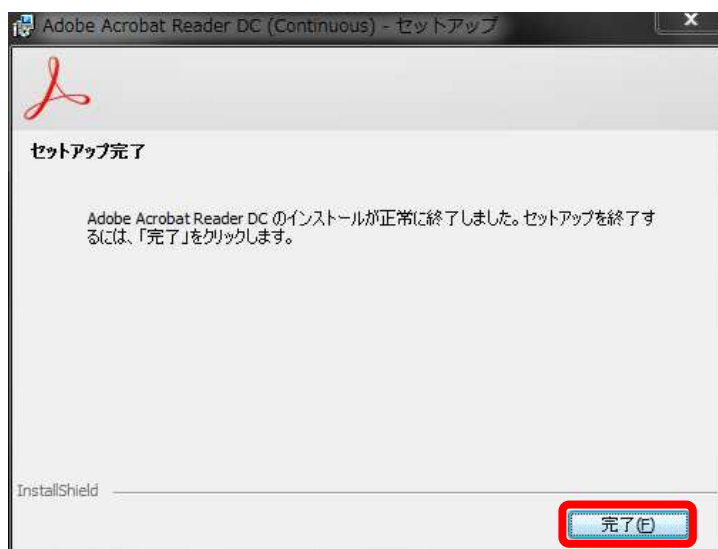 Adobe Acrobat Reader DC (Continuous) - セットアップ
セットアップ完了
Adobe Acrobat Reader DC のインストールが正常に終了しました。セットアップを終了す
るには、「完了」をクリックします。
InstallShield
完了(F)